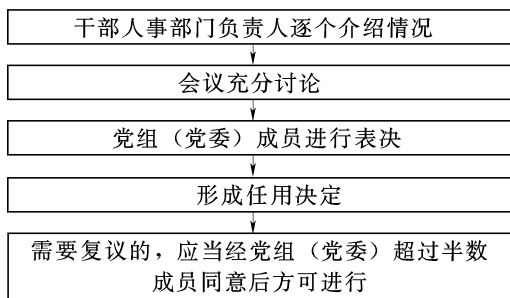 干部人事部门负责人逐个介绍情况
会议充分讨论
党组（党委）成员进行表决
形成任用决定
需要复议的，应当经党组（党委）超过半数
成员同意后方可进行